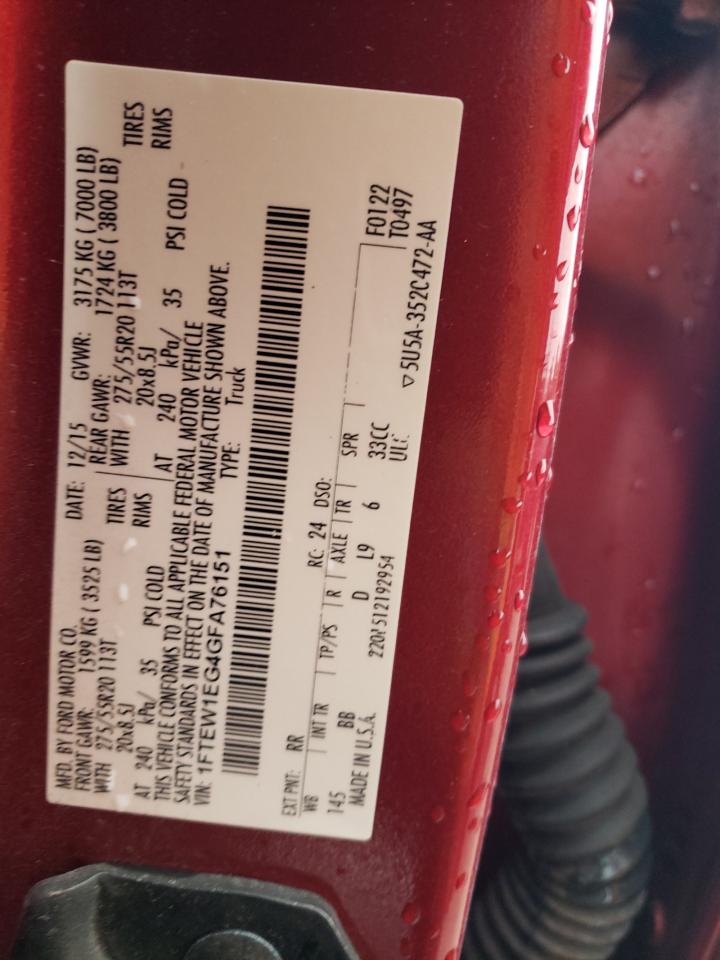 MFD. BY FORD MOTOR CO. DATE: 12/15 GVWR: 3175 KG ( 7000 LB)
FRONT GAWR: 1599 KG ( 3525 LB) REAR GAWR: 1724 KG ( 3800 LB)
WITH 275/55R20 113T TIRES WITH 275/55R20 113T TIRES
20x8.5J RIMS 20x8.5J RIMS
AT 240 kPa/ 35 PSI COLD AT 240 kPa/ 35 PSI COLD
THIS VEHICLE CONFORMS TO ALL APPLICABLE FEDERAL MOTOR VEHICLE
SAFETY STANDARDS IN EFFECT ON THE DATE OF MANUFACTURE SHOWN ABOVE.
VIN: 1FTEW1EG4GFA76151 TYPE: Truck
EXT PNT: RR RC: 24 DSO: F0122
WB INT TR TP/PS R AXLE TR SPR T0497
145 BB D L9 6 33CC
MADE IN U.S.A. ULC ▽5U5A-352C472-AA